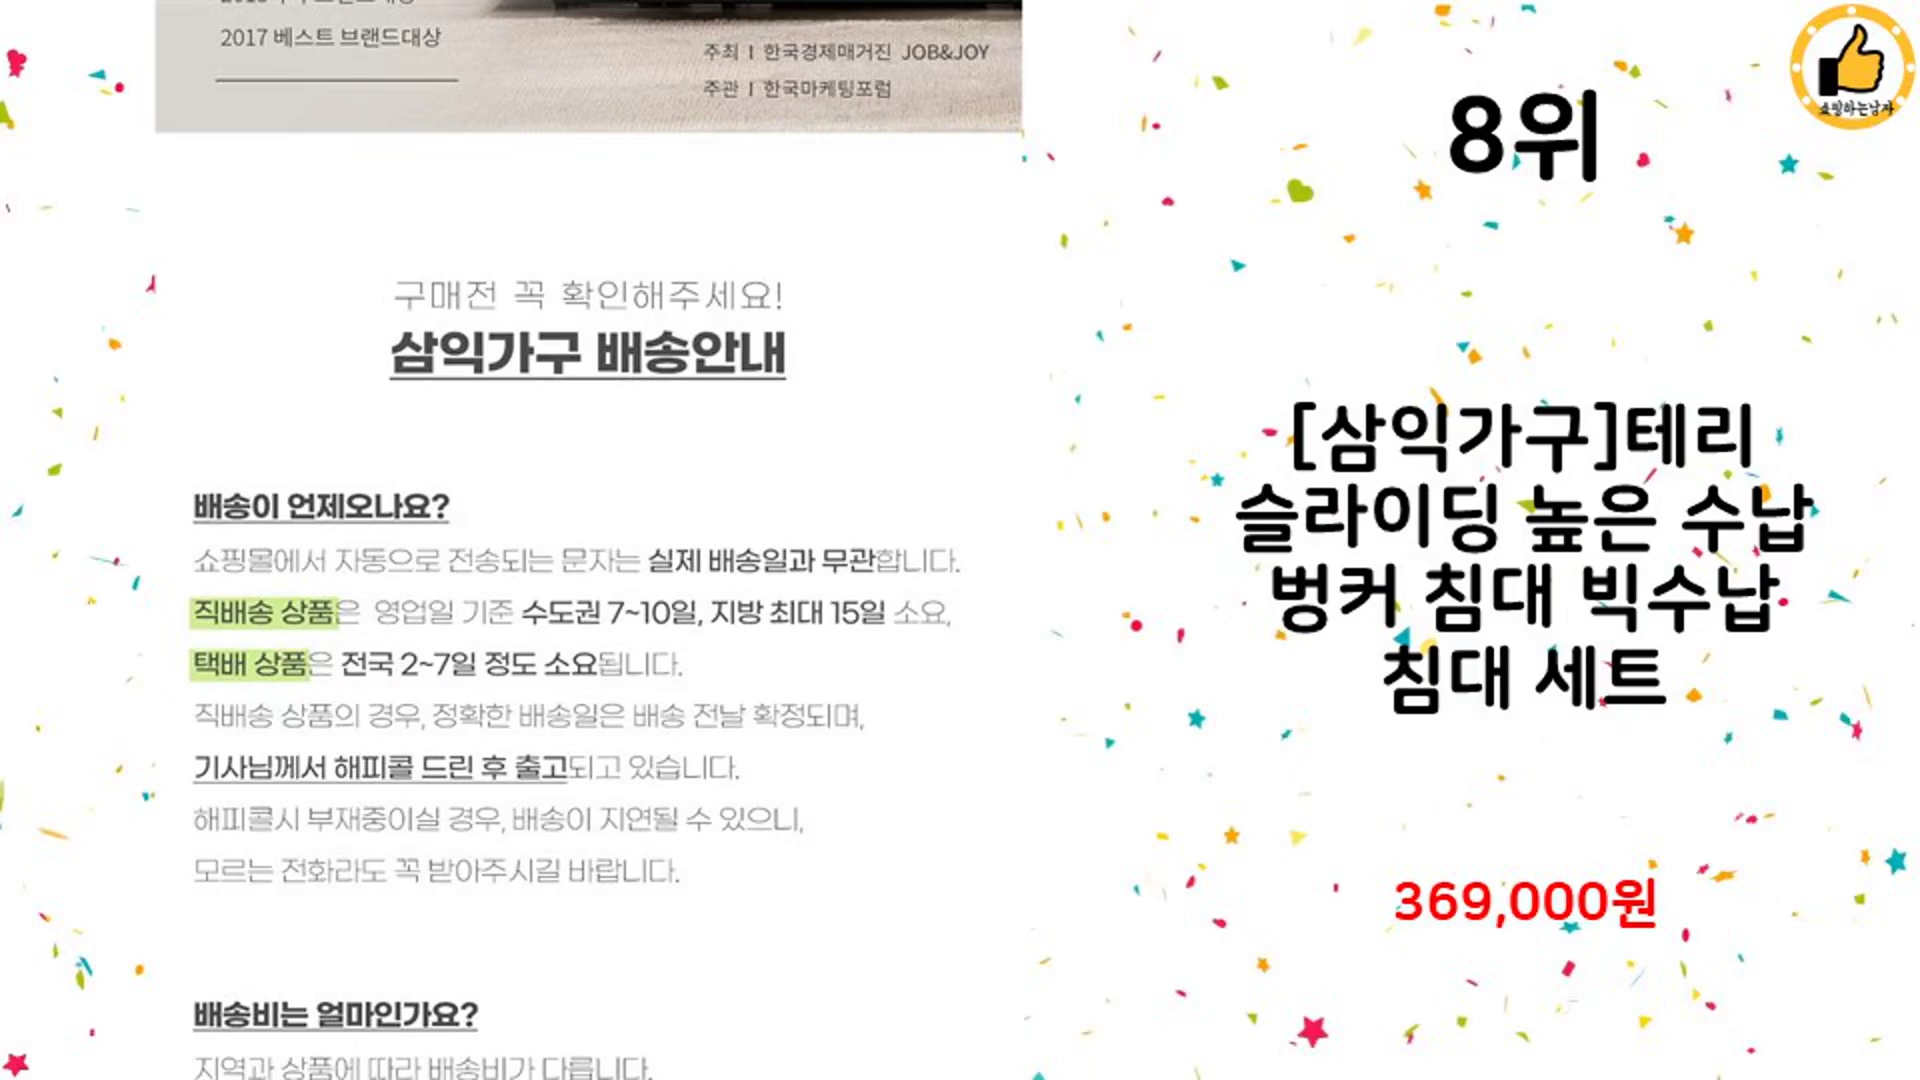 2017 베스트 브랜드대상
주최 I 한국경제매거진 JOB&JOY
주관 I 한국마케팅포럼
구매전 꼭 확인해주세요!
삼익가구 배송안내
배송이 언제오나요?
쇼핑몰에서 자동으로 전송되는 문자는 실제 배송일과 무관합니다.
직배송 상품은 영업일 기준 수도권 7~10일, 지방 최대 15일 소요,
택배 상품은 전국 2~7일 정도 소요됩니다.
직배송 상품의 경우, 정확한 배송일은 배송 전날 확정되며,
기사님께서 해피콜 드린 후 출고되고 있습니다.
해피콜시 부재중이실 경우, 배송이 지연될 수 있으니,
모르는 전화라도 꼭 받아주시길 바랍니다.
배송비는 얼마인가요?
지역과 상품에 따라 배송비가 다릅니다.
쇼핑하는남자
8위
[삼익가구]테리
슬라이딩 높은 수납
벙커 침대 빅수납
침대 세트
369,000원